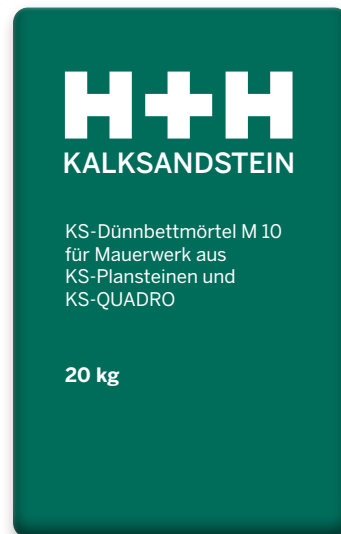 H+H
KALKSANDSTEIN
KS-Dünnbettmörtel M 10
für Mauerwerk aus
KS-Plansteinen und
KS-QUADRO
20 kg